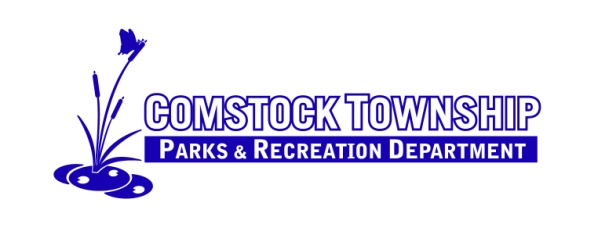 COMSTOCK TOWNSHIP
PARKS & RECREATION DEPARTMENT